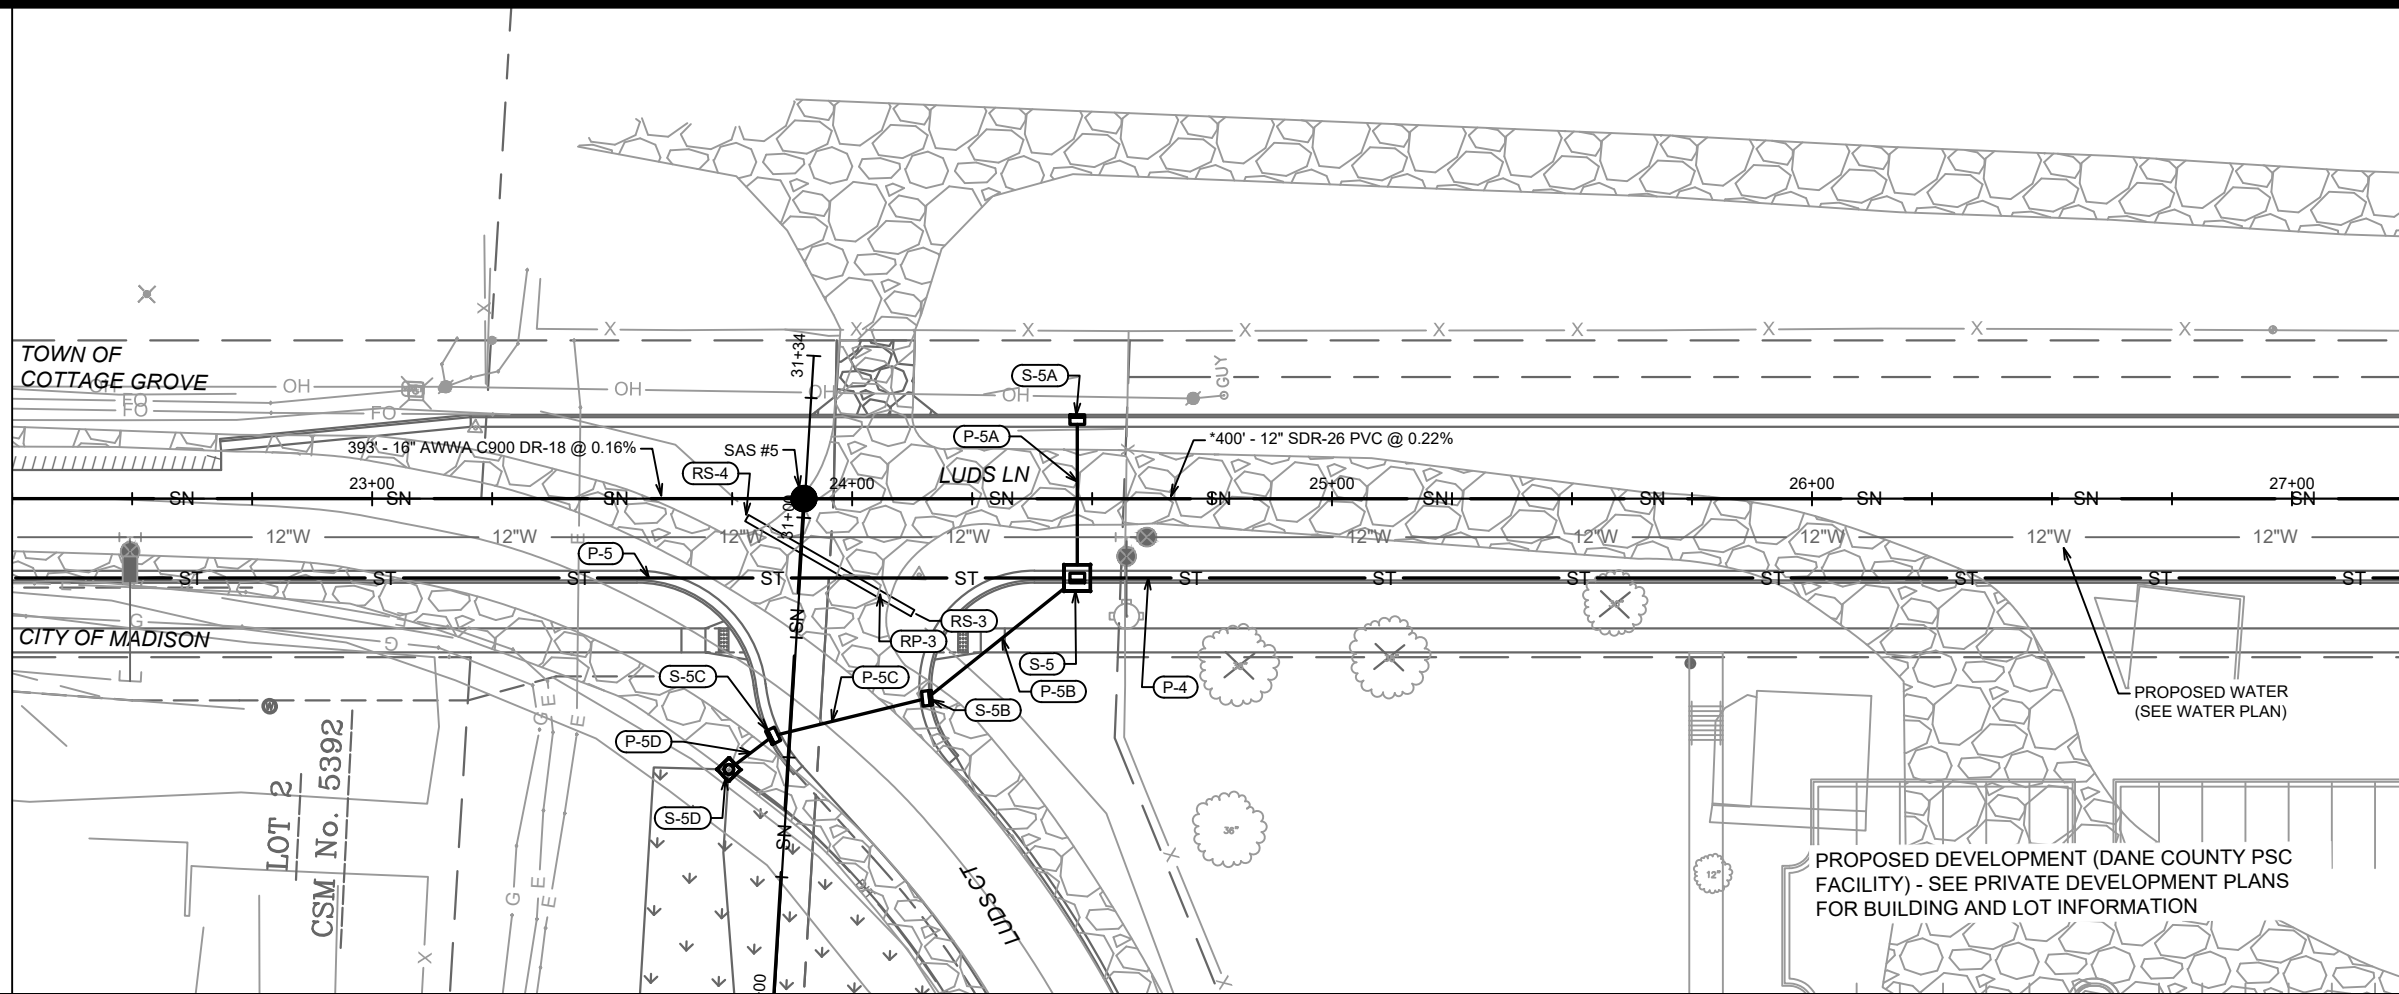 TOWN OF
COTTAGE GROVE
OH
OH
OH
OH
OH
FO
FO
FO
X
X
X
X
X
X
X
X
X
X
31+34
GUY
S-5A
P-5A
393' - 16" AWWA C900 DR-18 @ 0.16%
SAS #5
RS-4
LUDS LN
*400' - 12" SDR-26 PVC @ 0.22%
23+00
24+00
25+00
26+00
27+00
SN
SN
SN
SN
SN
SN
SN
SN
SN
31+00
12"W
12"W
12"W
12"W
12"W
12"W
12"W
12"W
12"W
E
P-5
ST
ST
ST
ST
ST
ST
ST
ST
ST
ST
ST
SN
RS-3
RP-3
CITY OF MADISON
G
G
E
S-5C
P-5C
S-5
P-5B
P-4
S-5B
PROPOSED WATER
(SEE WATER PLAN)
P-5D
G
E
E
S-5D
SN
LOT 2
CSM No. 5392
36"
12"
X
PROPOSED DEVELOPMENT (DANE COUNTY PSC
FACILITY) - SEE PRIVATE DEVELOPMENT PLANS
FOR BUILDING AND LOT INFORMATION
LUDS CT
G
E
E
X
X